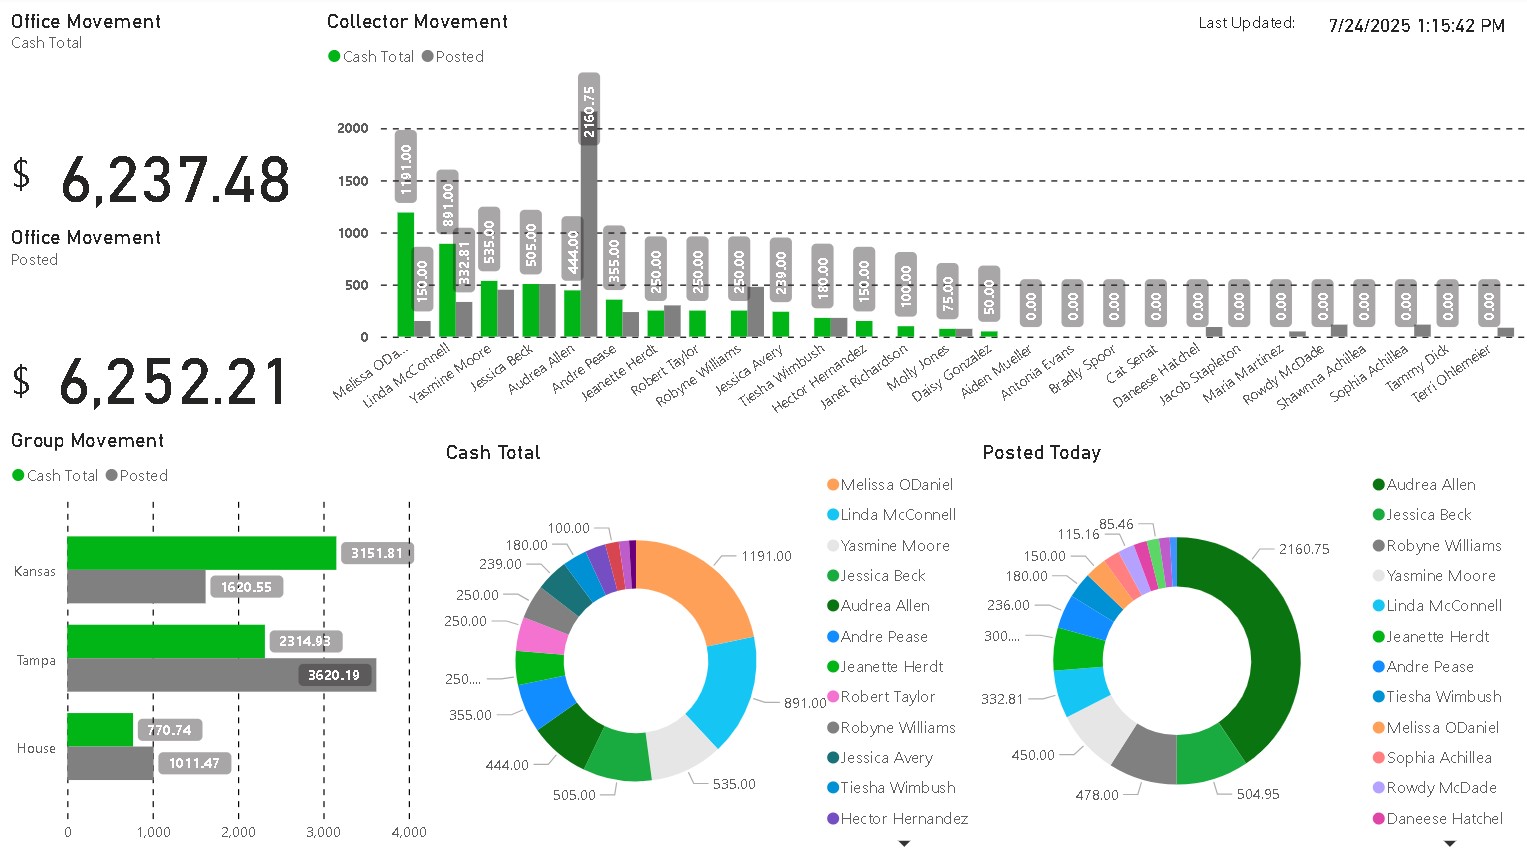 Office Movement
Cash Total
$ 6,237.48
Office Movement
Posted
$ 6,252.21
Collector Movement
Cash Total Posted
Last Updated: 7/24/2025 1:15:42 PM
2000
1500
1000
500
0
1191.00
150.00
891.00
332.81
535.00
505.00
444.00
2160.75
355.00
250.00
250.00
250.00
239.00
180.00
150.00
100.00
75.00
50.00
0.00
0.00
0.00
0.00
0.00
0.00
0.00
0.00
0.00
0.00
0.00
0.00
Melissa ODa...
Linda McConnell
Yasmine Moore
Jessica Beck
Audrea Allen
Andre Pease
Jeanette Herdt
Robert Taylor
Robyne Williams
Jessica Avery
Tiesha Wimbush
Hector Hernandez
Janet Richardson
Molly Jones
Daisy Gonzalez
Aiden Mueller
Antonia Evans
Bradly Spoor
Cat Senat
Daneese Hatchel
Jacob Stapleton
Maria Martinez
Rowdy McDade
Shawnna Achillea
Sophia Achillea
Tammy Dick
Terri Ohlemeier
Group Movement
Cash Total Posted
Kansas
3151.81
1620.55
Tampa
2314.93
3620.19
House
770.74
1011.47
0 1,000 2,000 3,000 4,000
Cash Total
1191.00
891.00
535.00
505.00
444.00
355.00
250....
250.00
250.00
239.00
180.00
100.00
Melissa ODaniel
Linda McConnell
Yasmine Moore
Jessica Beck
Audrea Allen
Andre Pease
Jeanette Herdt
Robert Taylor
Robyne Williams
Jessica Avery
Tiesha Wimbush
Hector Hernandez
Posted Today
2160.75
504.95
478.00
450.00
332.81
300....
236.00
180.00
150.00
115.16
85.46
Audrea Allen
Jessica Beck
Robyne Williams
Yasmine Moore
Linda McConnell
Jeanette Herdt
Andre Pease
Tiesha Wimbush
Melissa ODaniel
Sophia Achillea
Rowdy McDade
Daneese Hatchel